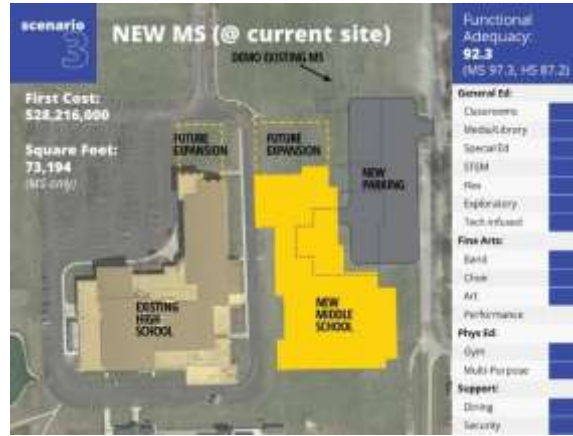 scenario
3
NEW MS (@ current site)
DEMO EXISTING MS
First Cost:
$28,216,000
Square Feet:
73,194
(MS only)
FUTURE
EXPANSION
FUTURE
EXPANSION
NEW
PARKING
EXISTING
HIGH
SCHOOL
NEW
MIDDLE
SCHOOL
Functional
Adequacy:
92.3
(MS 97.3, HS 87.2)
General Ed:
Classrooms
Media/Library
Special Ed
STEM
Flex
Exploratory
Tech Infused
Fine Arts:
Band
Choir
Art
Performance
Phys Ed:
Gym
Multi-Purpose
Support:
Dining
Security